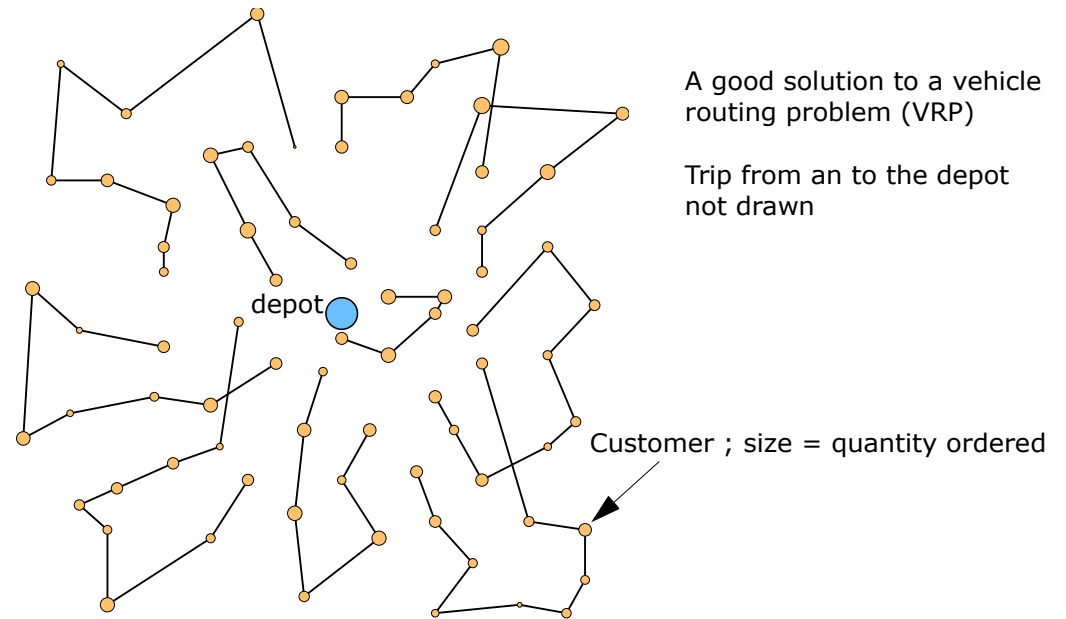 A good solution to a vehicle
routing problem (VRP)
Trip from an to the depot
not drawn
depot
Customer ; size = quantity ordered